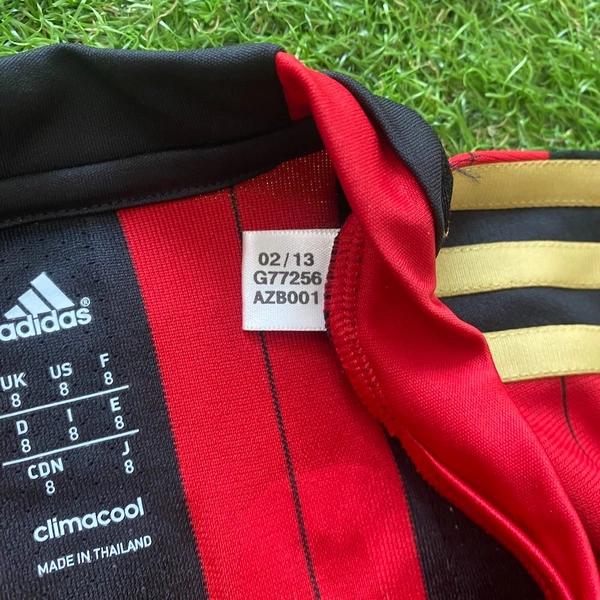 adidas®
UK US F
8 8 8
D I E
8 8 8
CDN J
8 8
climacool
MADE IN THAILAND
02/13
G77256
AZB001